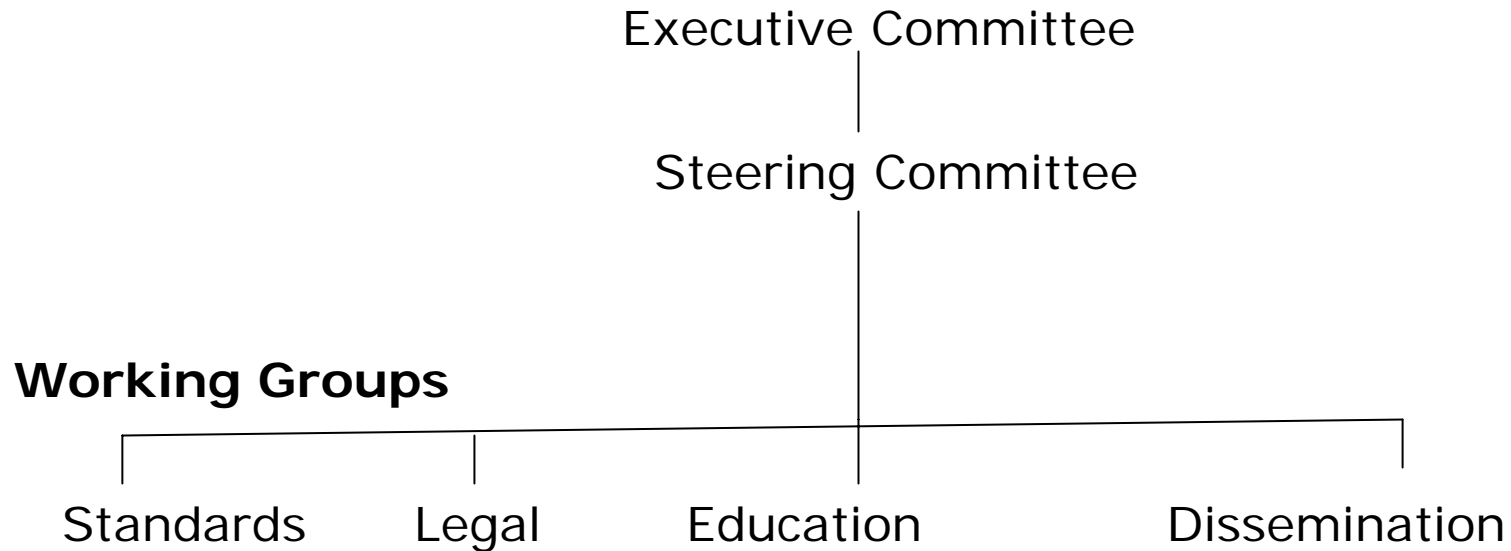 Executive Committee
Steering Committee
Working Groups
Standards Legal Education Dissemination